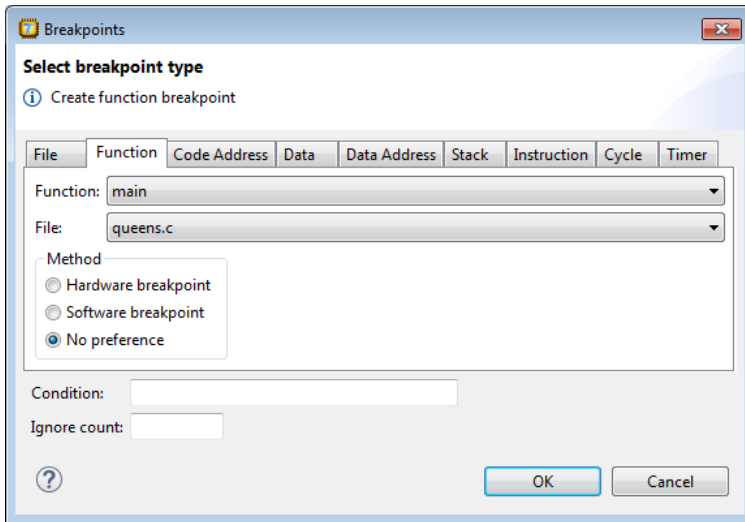 Breakpoints
Select breakpoint type
Create function breakpoint
File Function Code Address Data Data Address Stack Instruction Cycle Timer
Function: main
File: queens.c
Method
Hardware breakpoint
Software breakpoint
No preference
Condition:
Ignore count:
? OK Cancel